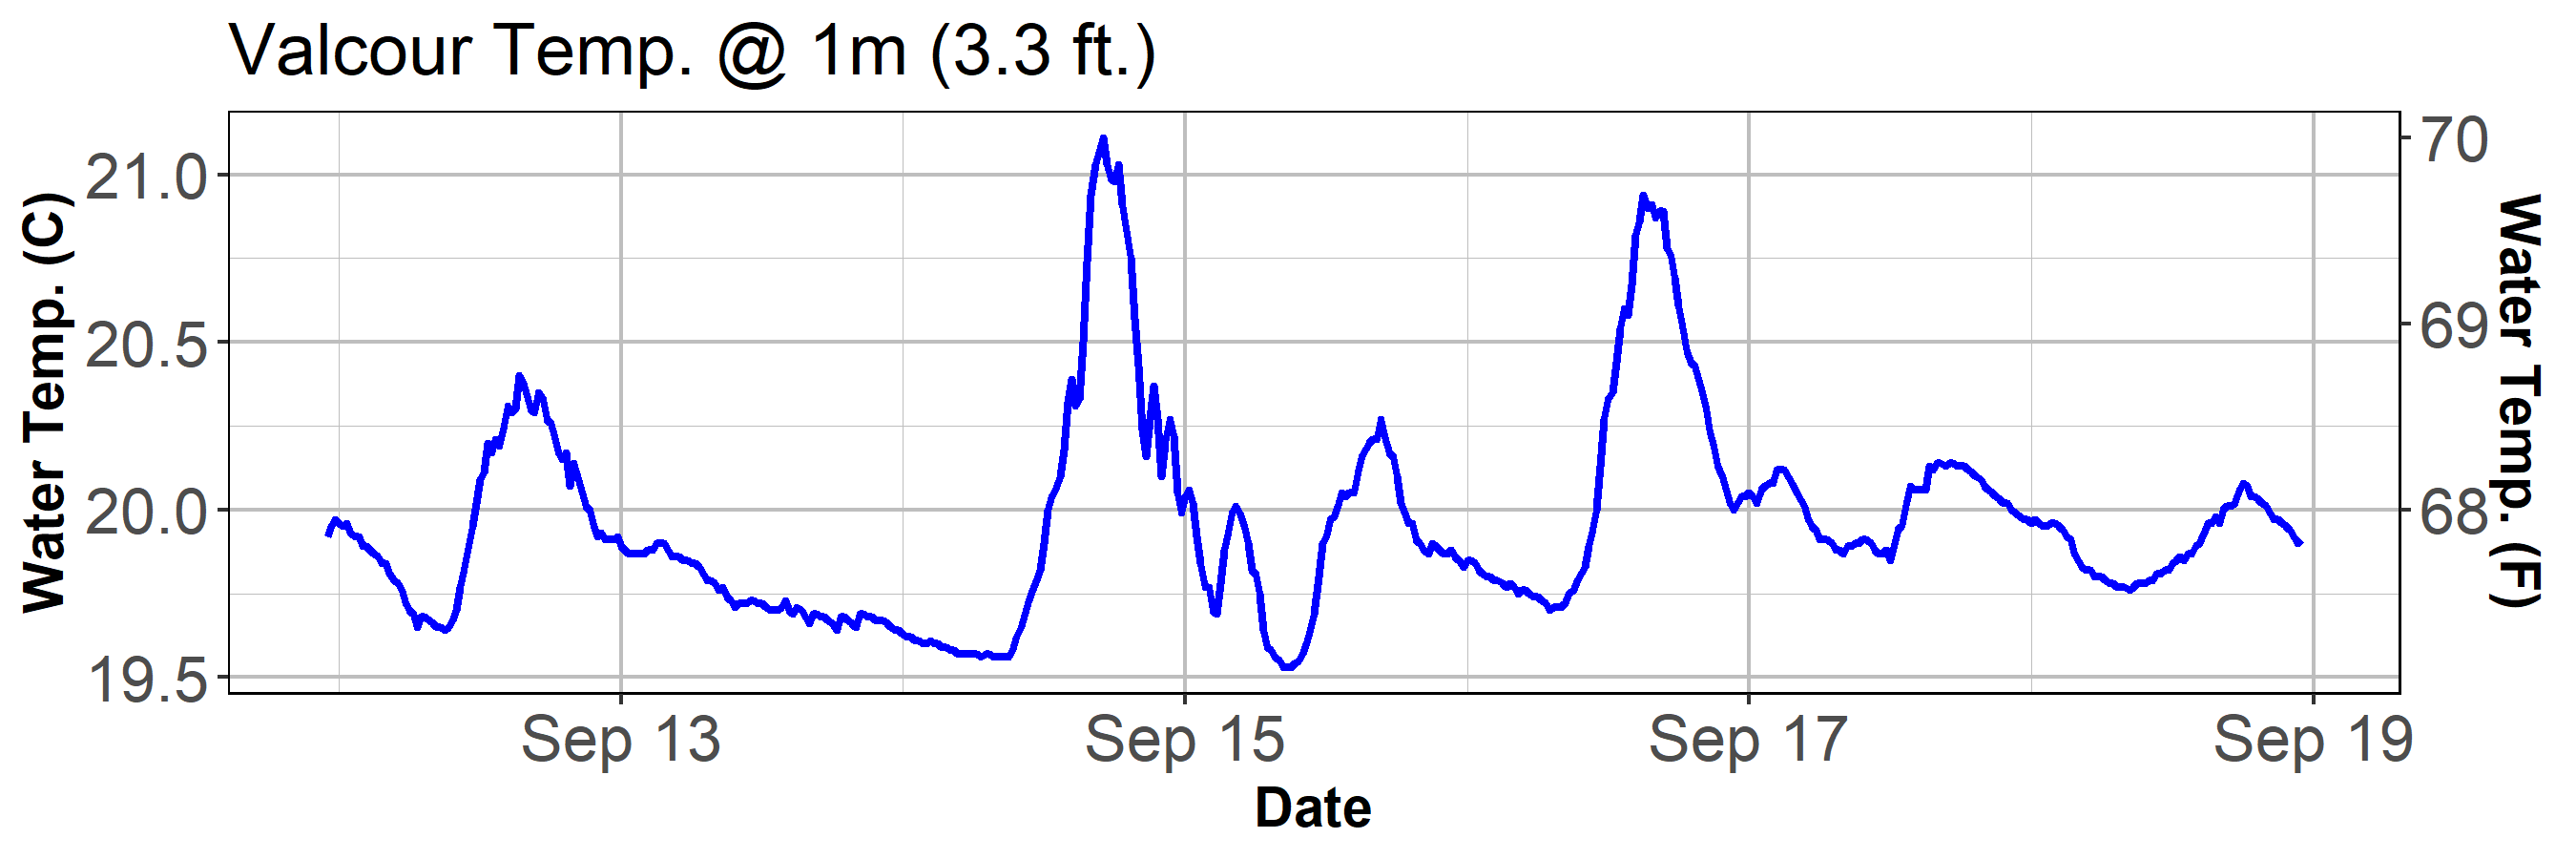 Valcour Temp. @ 1m (3.3 ft.)
Water Temp. (C)
21.0
20.5
20.0
19.5
70
69
68
Water Temp. (F)
Sep 13
Sep 15
Sep 17
Sep 19
Date